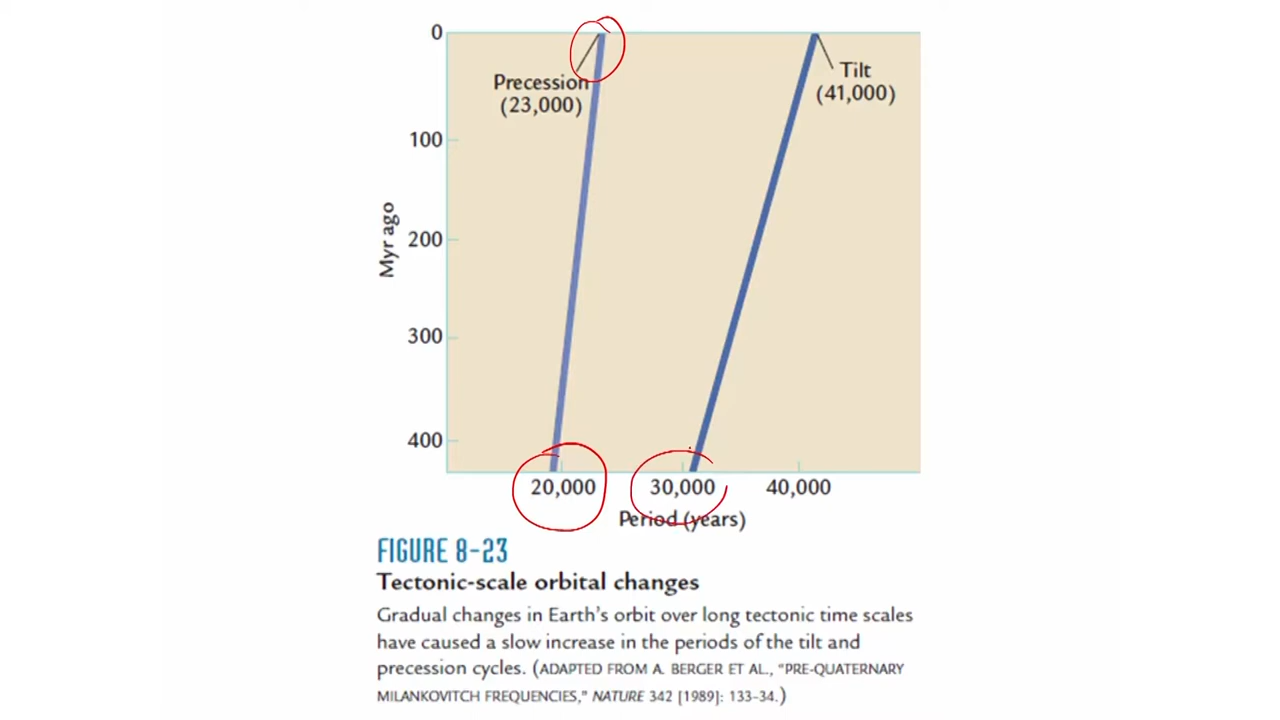 0
Precession
(23,000)
Tilt
(41,000)
100
200
300
400
Myr ago
20,000
30,000
40,000
Period (years)
FIGURE 8-23
Tectonic-scale orbital changes
Gradual changes in Earth's orbit over long tectonic time scales
have caused a slow increase in the periods of the tilt and
precession cycles. (ADAPTED FROM A. BERGER ET AL., "PRE-QUATERNARY
MILANKOVITCH FREQUENCIES," NATURE 342 [1989]: 133-34.)